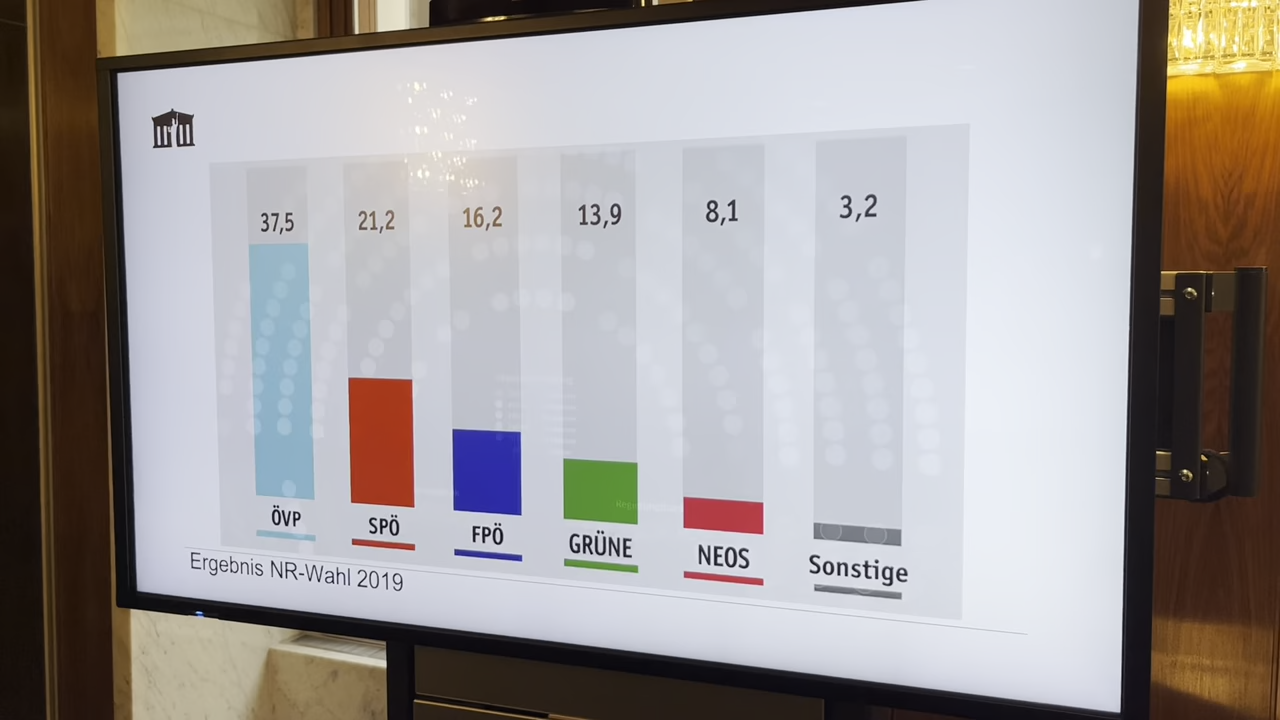 37,5 21,2 16,2 13,9 8,1 3,2
ÖVP SPÖ FPÖ GRÜNE NEOS Sonstige
Ergebnis NR-Wahl 2019